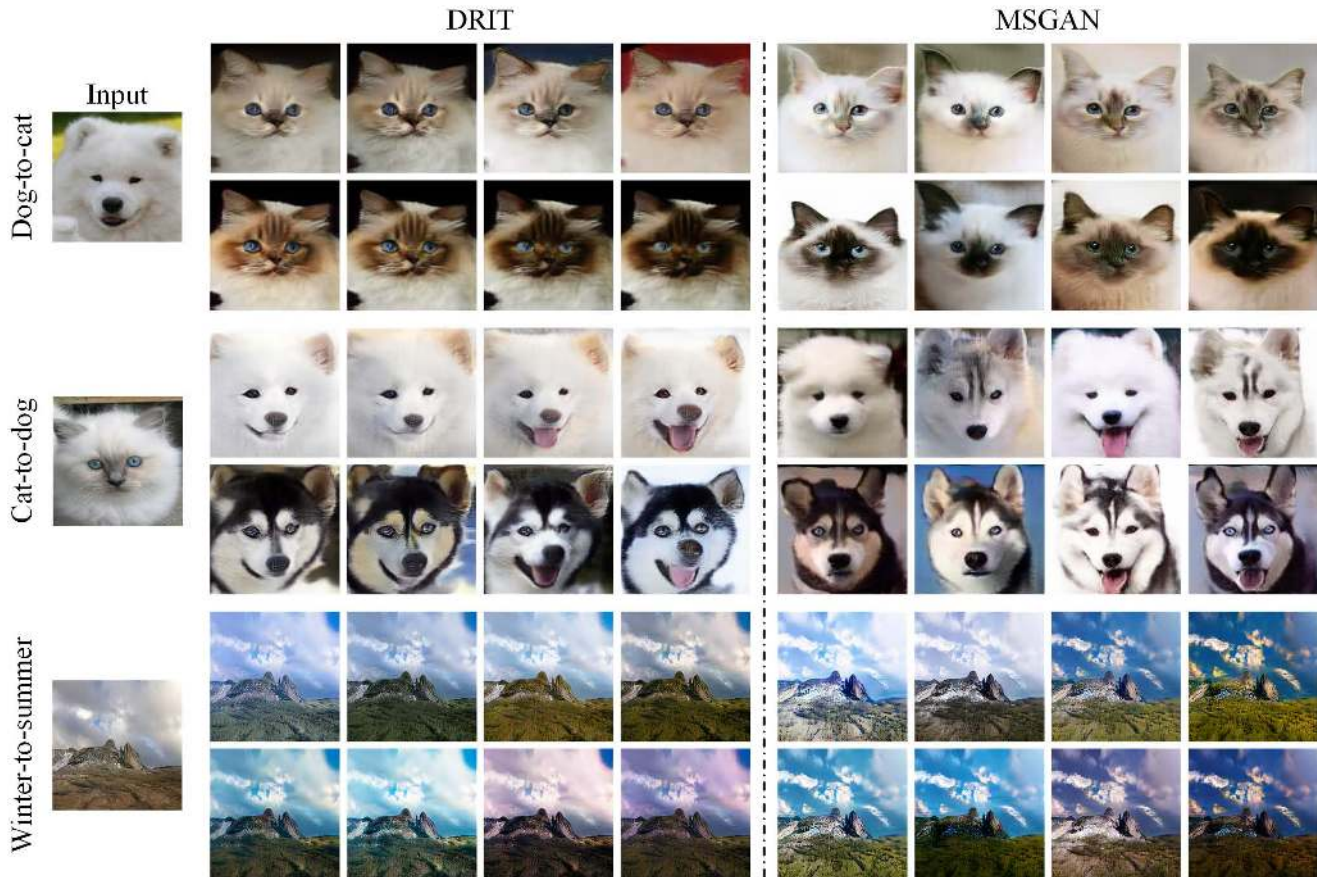 DRIT
MSGAN
Input
Dog-to-cat
Cat-to-dog
Winter-to-summer